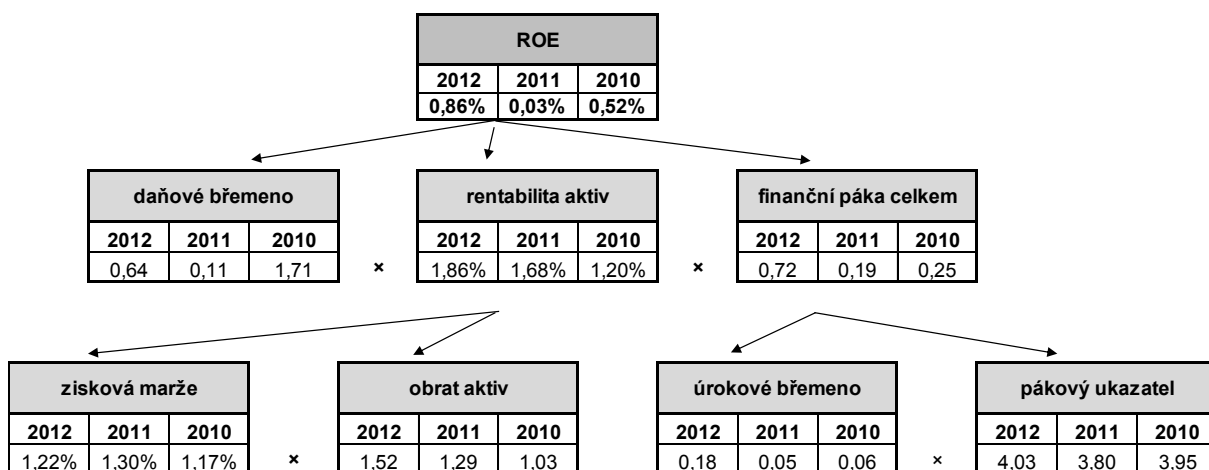 ROE
2012 2011 2010
0,86% 0,03% 0,52%
daňové břemeno rentabilita aktiv finanční páka celkem
2012 2011 2010 2012 2011 2010 2012 2011 2010
0,64 0,11 1,71 × 1,86% 1,68% 1,20% × 0,72 0,19 0,25
zisková marže obrat aktiv úrokové břemeno pákový ukazatel
2012 2011 2010 2012 2011 2010 2012 2011 2010 2012 2011 2010
1,22% 1,30% 1,17% × 1,52 1,29 1,03 0,18 0,05 0,06 × 4,03 3,80 3,95